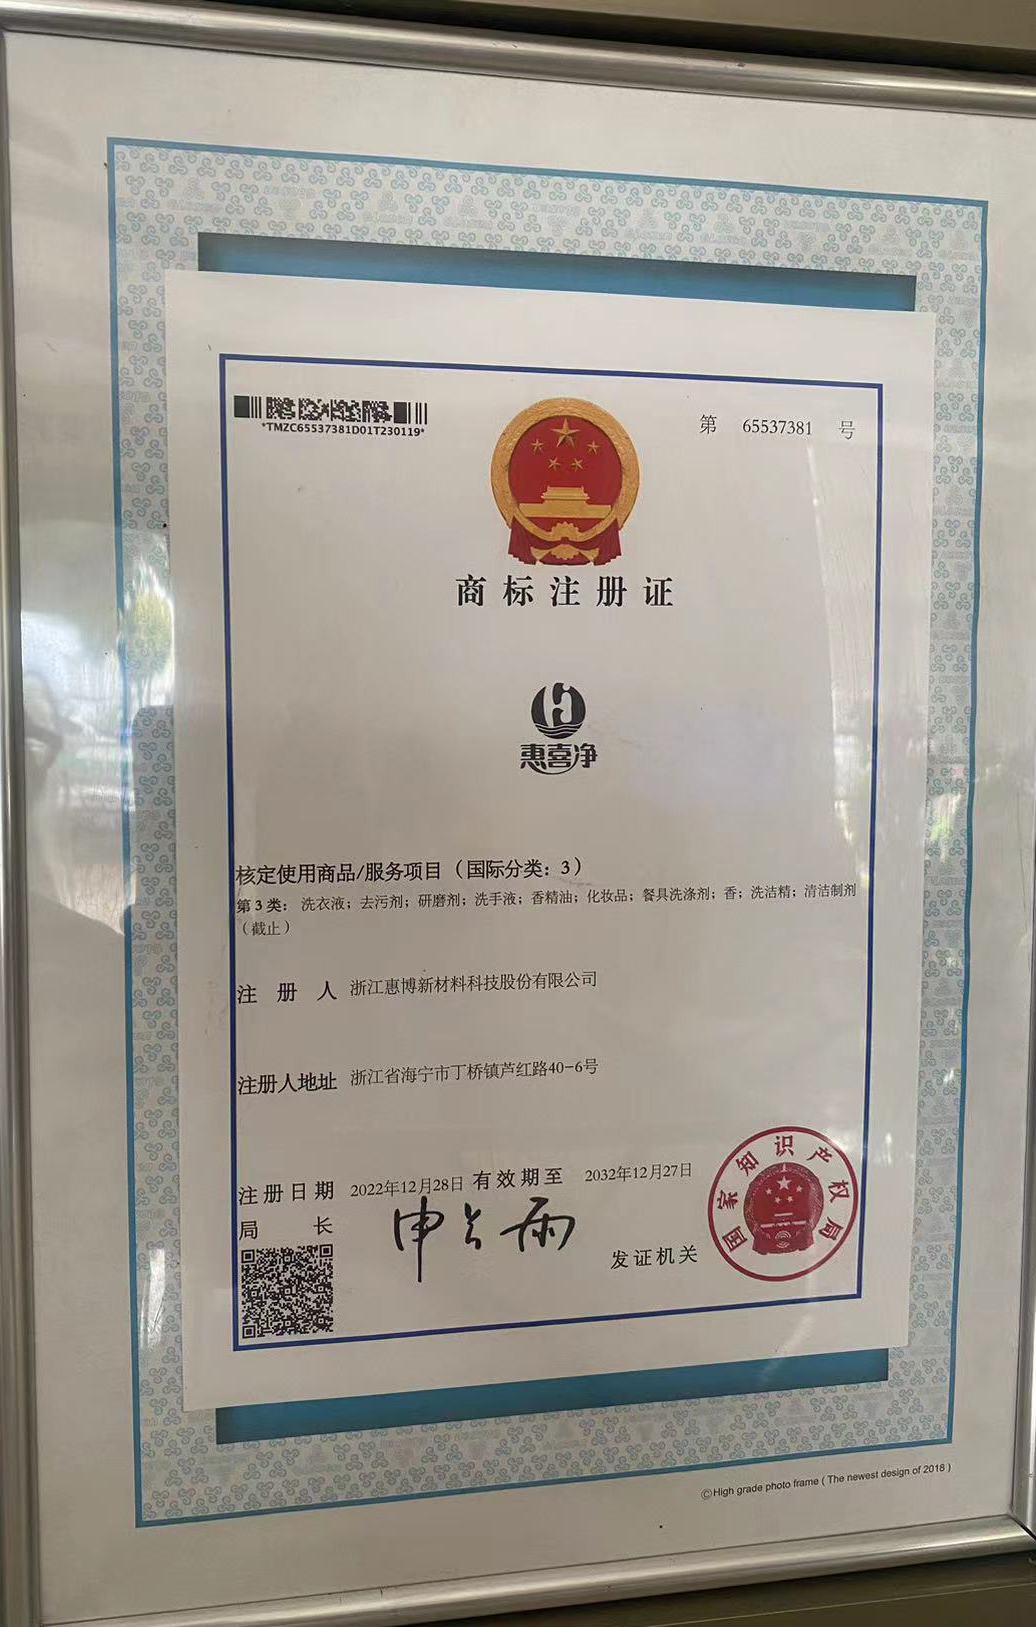 *TMZC65537381D01T230119*
第 65537381 号
商标注册证
惠喜净
核定使用商品/服务项目（国际分类：3）
第3类：洗衣液；去污剂；研磨剂；洗手液；香精油；化妆品；餐具洗涤剂；香；洗洁精；清洁制剂
（截止）
注册人 浙江惠博新材料科技股份有限公司
注册人地址 浙江省海宁市丁桥镇芦红路40-6号
注册日期 2022年12月28日 有效期至 2032年12月27日
局长 申长雨
发证机关
国家知识产权局
©High grade photo frame ( The newest design of 2018 )